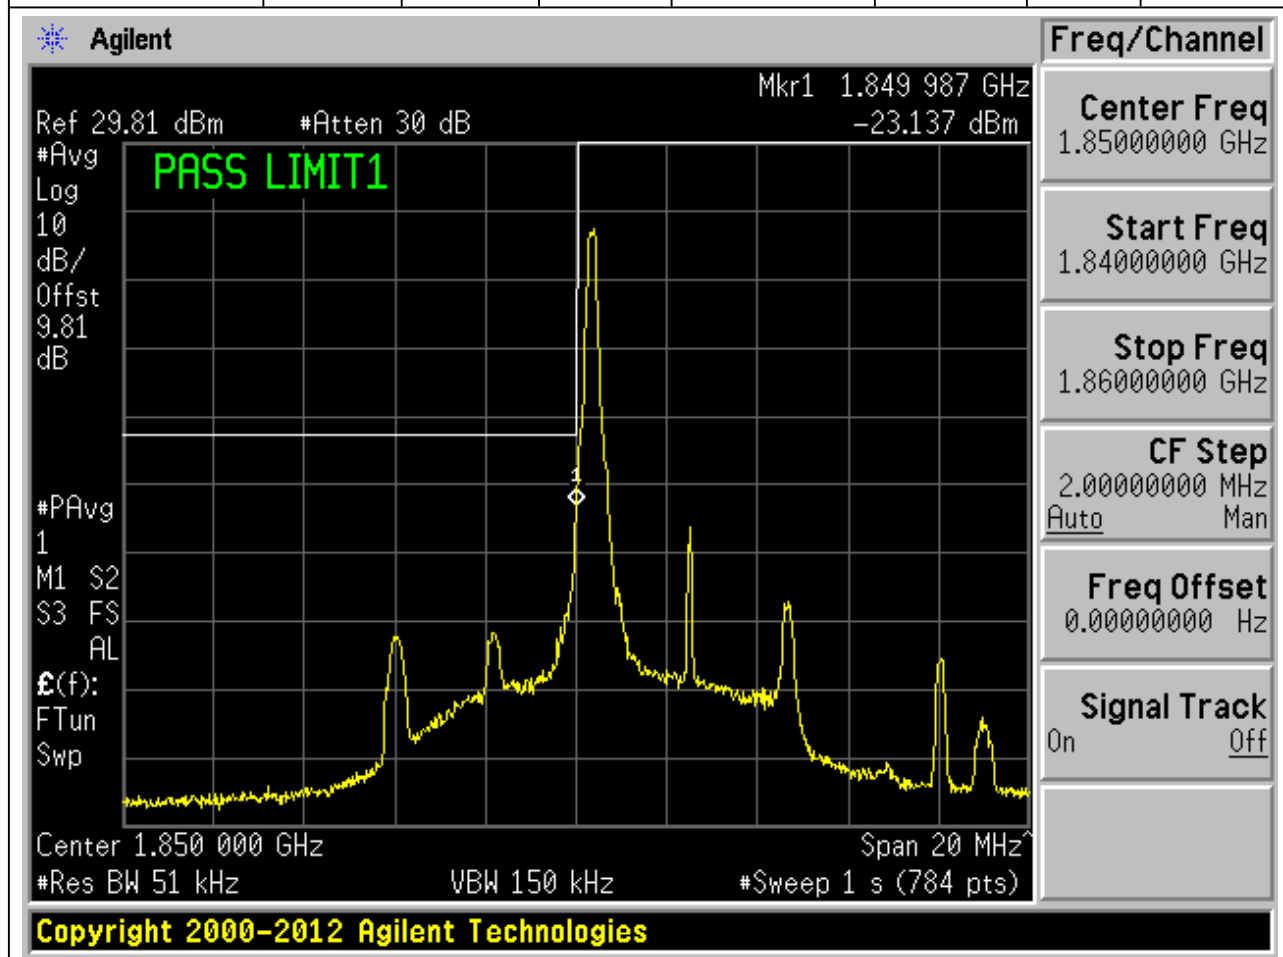 Agilent
Freq/Channel
Mkr1 1.849 987 GHz
Ref 29.81 dBm #Atten 30 dB -23.137 dBm
#Avg
Log
10
dB/
Offst
9.81
dB
PASS LIMIT1
1
#PAvg
1
M1 S2
S3 FS
AL
£(f):
FTun
Swp
Center 1.850 000 GHz Span 20 MHz^
#Res BW 51 kHz VBW 150 kHz #Sweep 1 s (784 pts)
Center Freq
1.85000000 GHz
Start Freq
1.84000000 GHz
Stop Freq
1.86000000 GHz
CF Step
2.00000000 MHz
Auto Man
Freq Offset
0.00000000 Hz
Signal Track
On Off
Copyright 2000-2012 Agilent Technologies